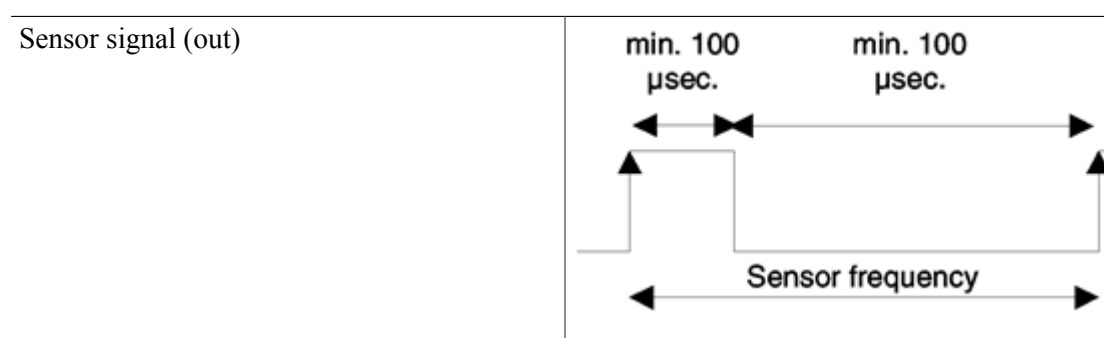 Sensor signal (out)
min. 100
µsec.
min. 100
µsec.
Sensor frequency